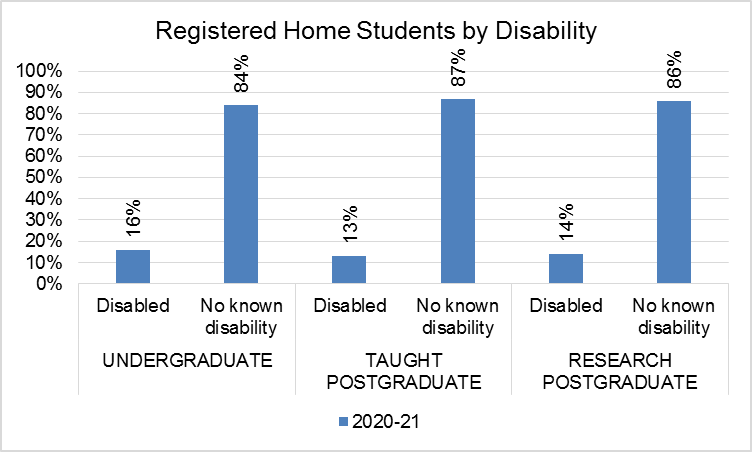 Registered Home Students by Disability
100%
90%
80%
70%
60%
50%
40%
30%
20%
10%
0%
16%
84%
13%
87%
14%
86%
Disabled
No known
disability
Disabled
No known
disability
Disabled
No known
disability
UNDERGRADUATE
TAUGHT
POSTGRADUATE
RESEARCH
POSTGRADUATE
2020-21